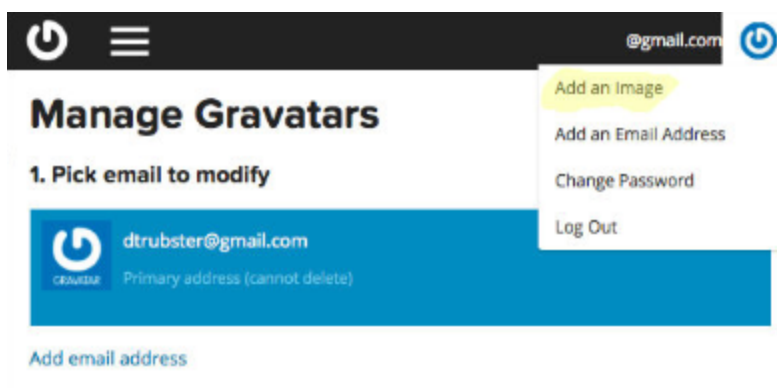 @gmail.com
Add an Image
Add an Email Address
Change Password
Log Out
Manage Gravatars
1. Pick email to modify
dtrubster@gmail.com
GRAVATAR
Primary address (cannot delete)
Add email address